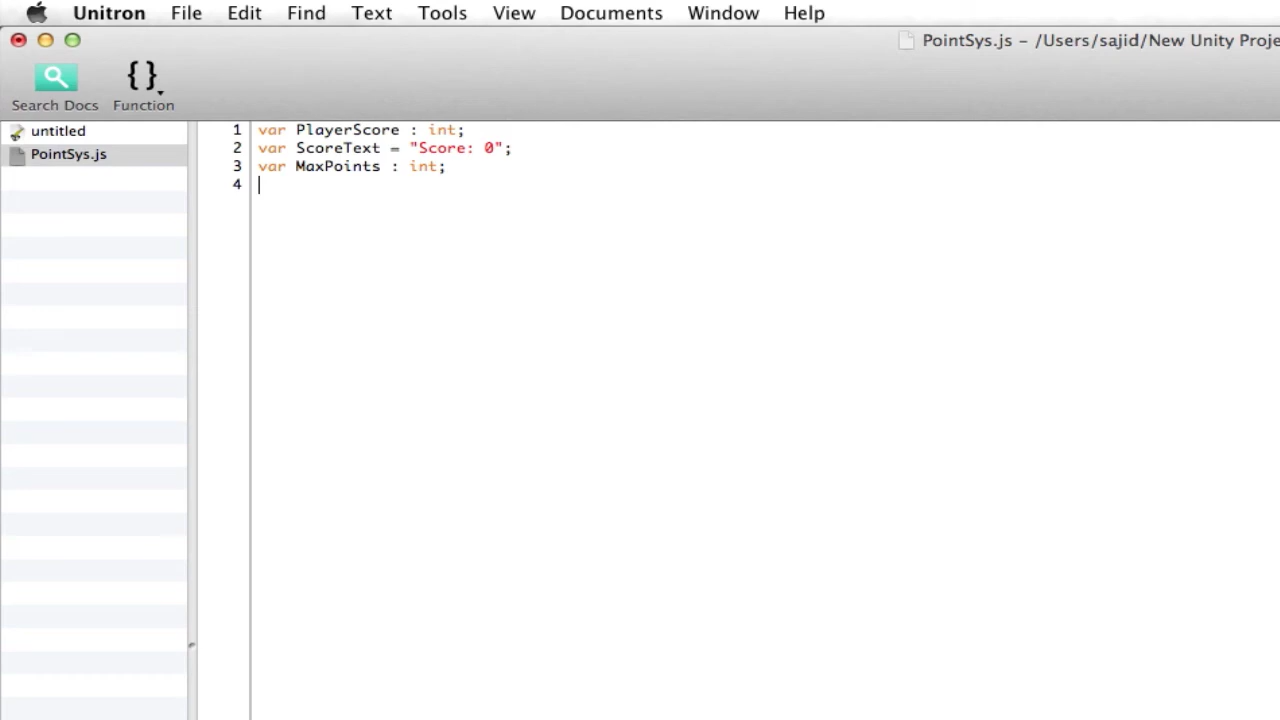 Unitron File Edit Find Text Tools View Documents Window Help
PointSys.js – /Users/sajid/New Unity Proje
{}
Search Docs Function
untitled
PointSys.js
1 var PlayerScore : int;
2 var ScoreText = "Score: 0";
3 var MaxPoints : int;
4